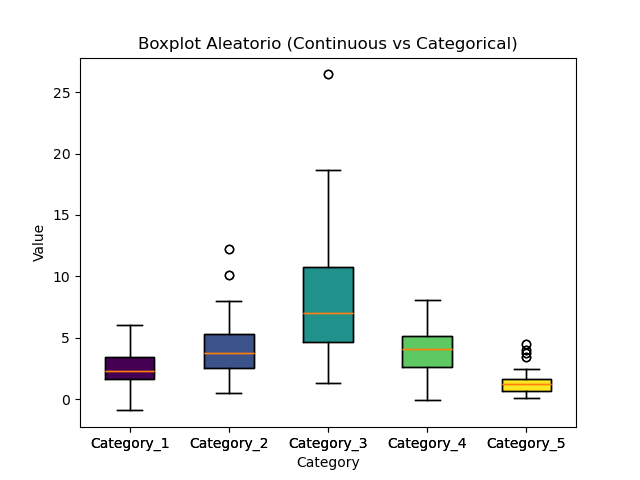 Boxplot Aleatorio (Continuous vs Categorical)
Value
25
20
15
10
5
0
Category_1 Category_2 Category_3 Category_4 Category_5
Category